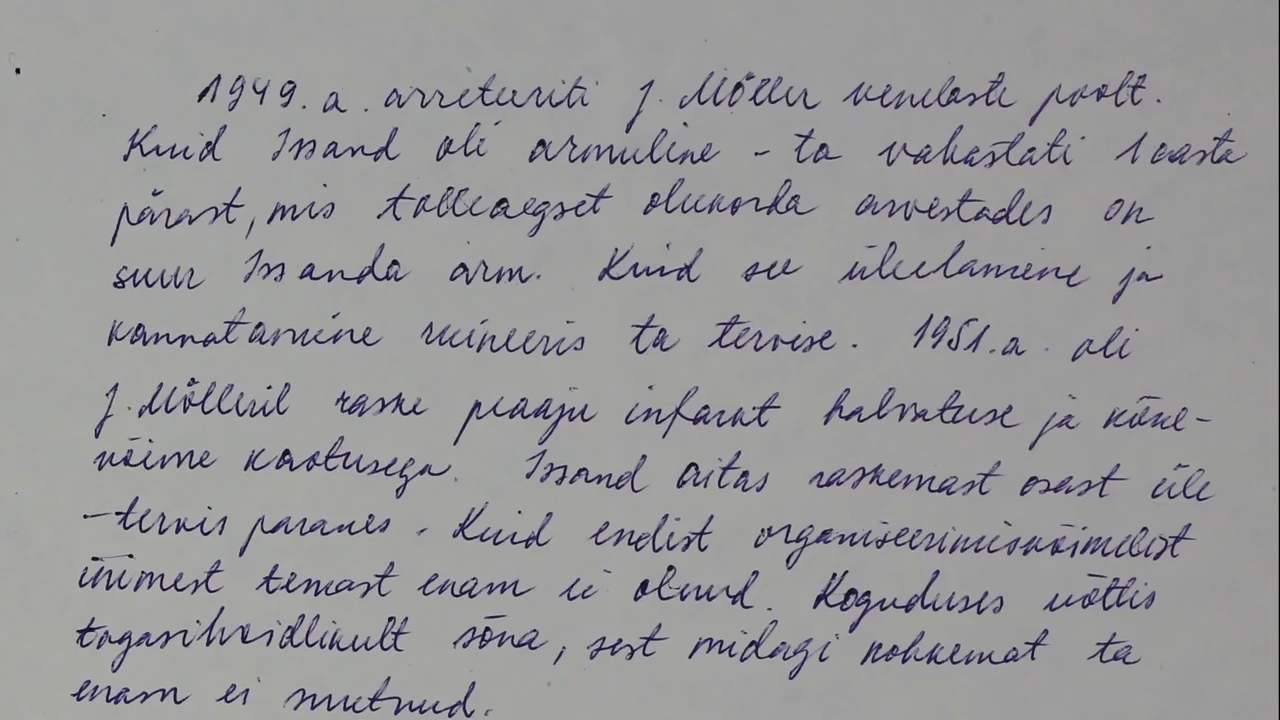 1949. a. arreteeriti J. Mõller venelaste poolt.
Kuid Issand oli armuline - ta vabastati 1 aasta
pärast, mis tolleaegset olukorda arvestades on
suur Issanda arm. Kuid see üleelamine ja
kannatamine ruineeris ta tervise. 1951. a. oli
J. Mõlleril raske peaaju infarkt halvatuse ja kõne-
võime kaotusega. Issand aitas raskemast osast üle
- tervis paranes. Kuid endist organiseerimisvõimelist
inimest temast enam ei olnud. Koguduses võttis
tagasihoidlikult sõna, sest midagi rohkemat ta
enam ei suutnud.